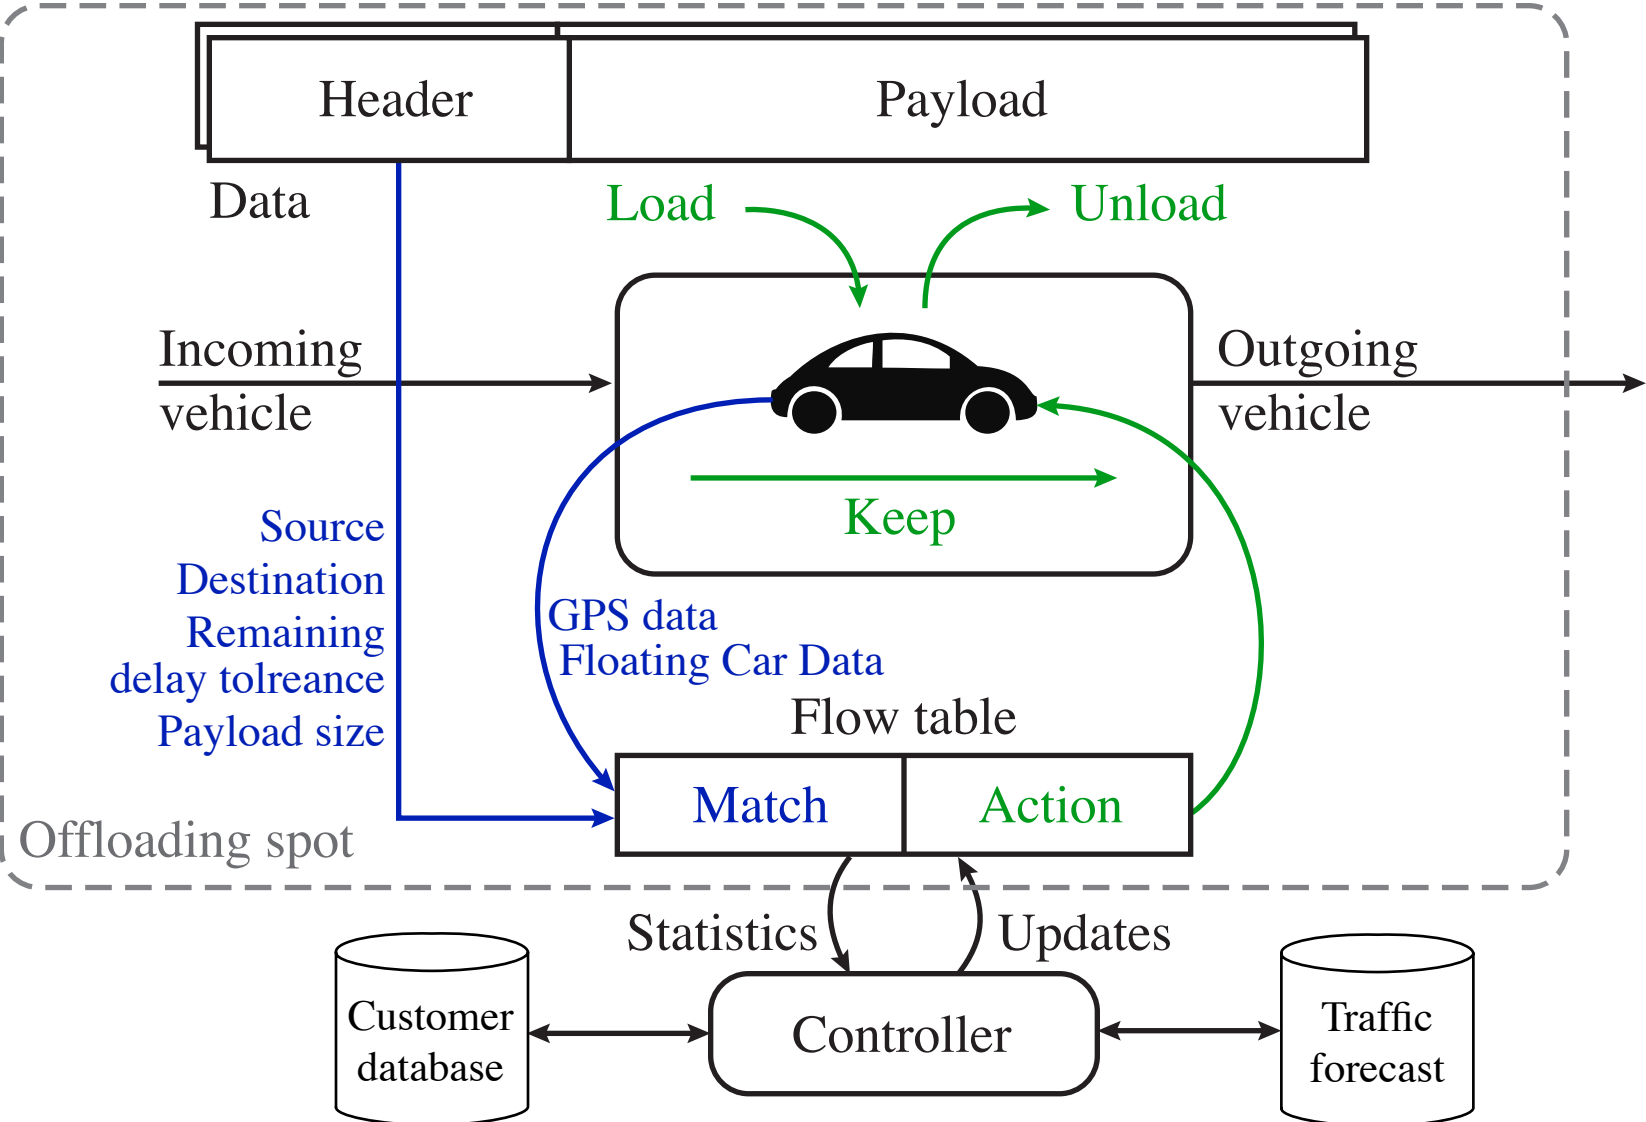 Header
Payload
Data
Load
Unload
Incoming
vehicle
Outgoing
vehicle
Keep
Source
Destination
Remaining
delay tolreance
Payload size
GPS data
Floating Car Data
Flow table
Match
Action
Offloading spot
Statistics
Updates
Customer
database
Controller
Traffic
forecast